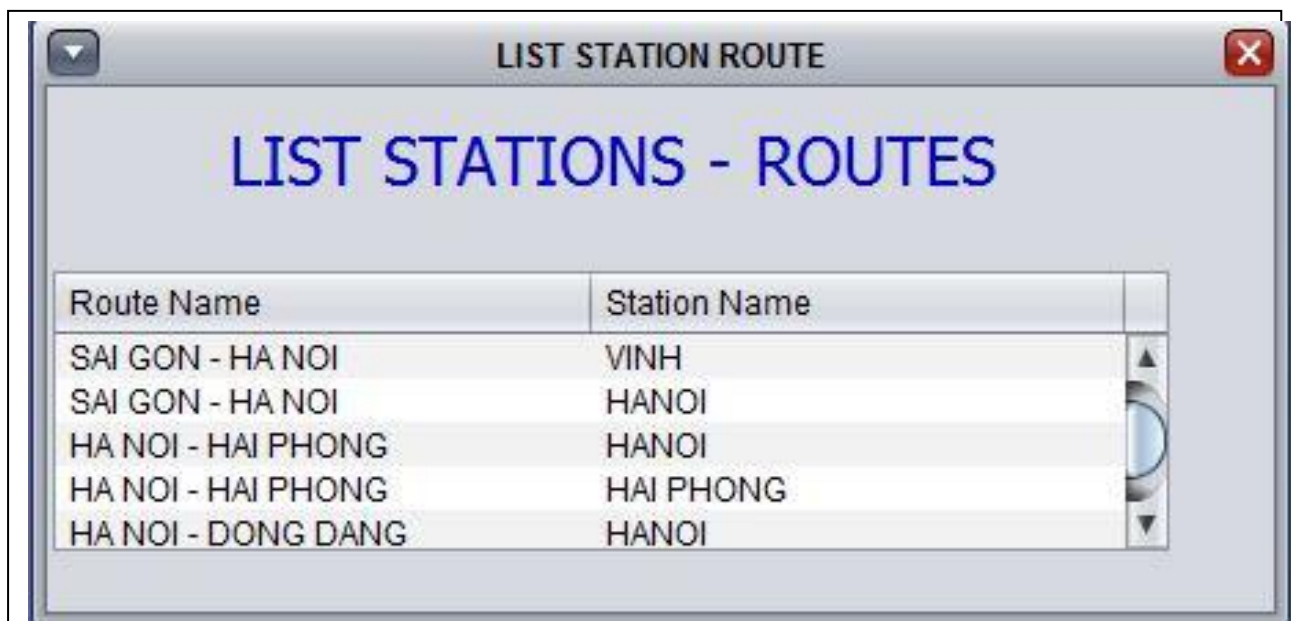 LIST STATION ROUTE
LIST STATIONS - ROUTES
Route Name Station Name
SAI GON - HA NOI VINH
SAI GON - HA NOI HANOI
HA NOI - HAI PHONG HANOI
HA NOI - HAI PHONG HAI PHONG
HA NOI - DONG DANG HANOI